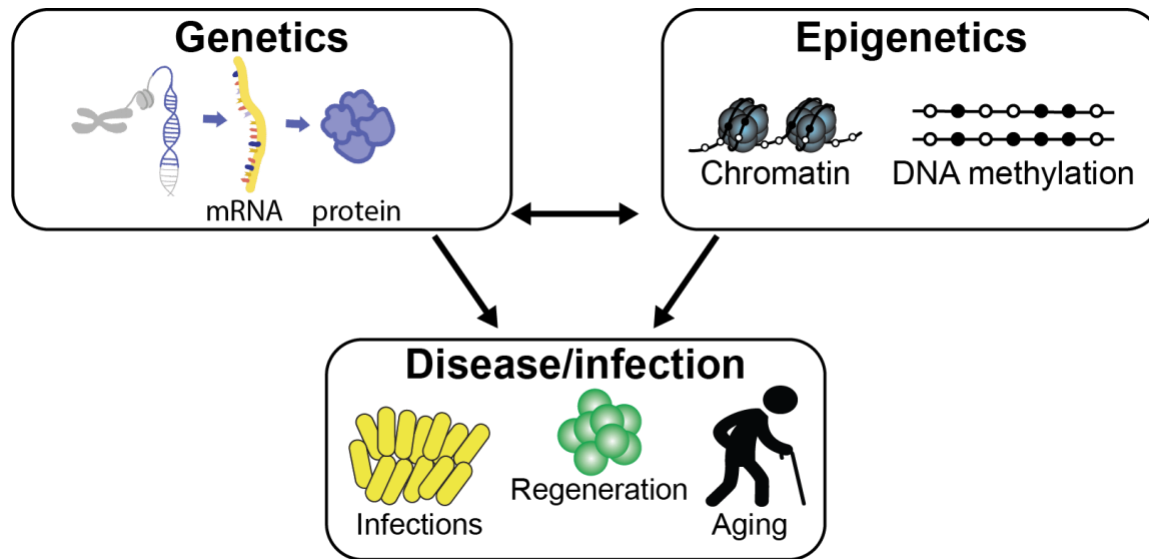 Genetics
mRNA
protein
Epigenetics
Chromatin
DNA methylation
Disease/infection
Infections
Regeneration
Aging